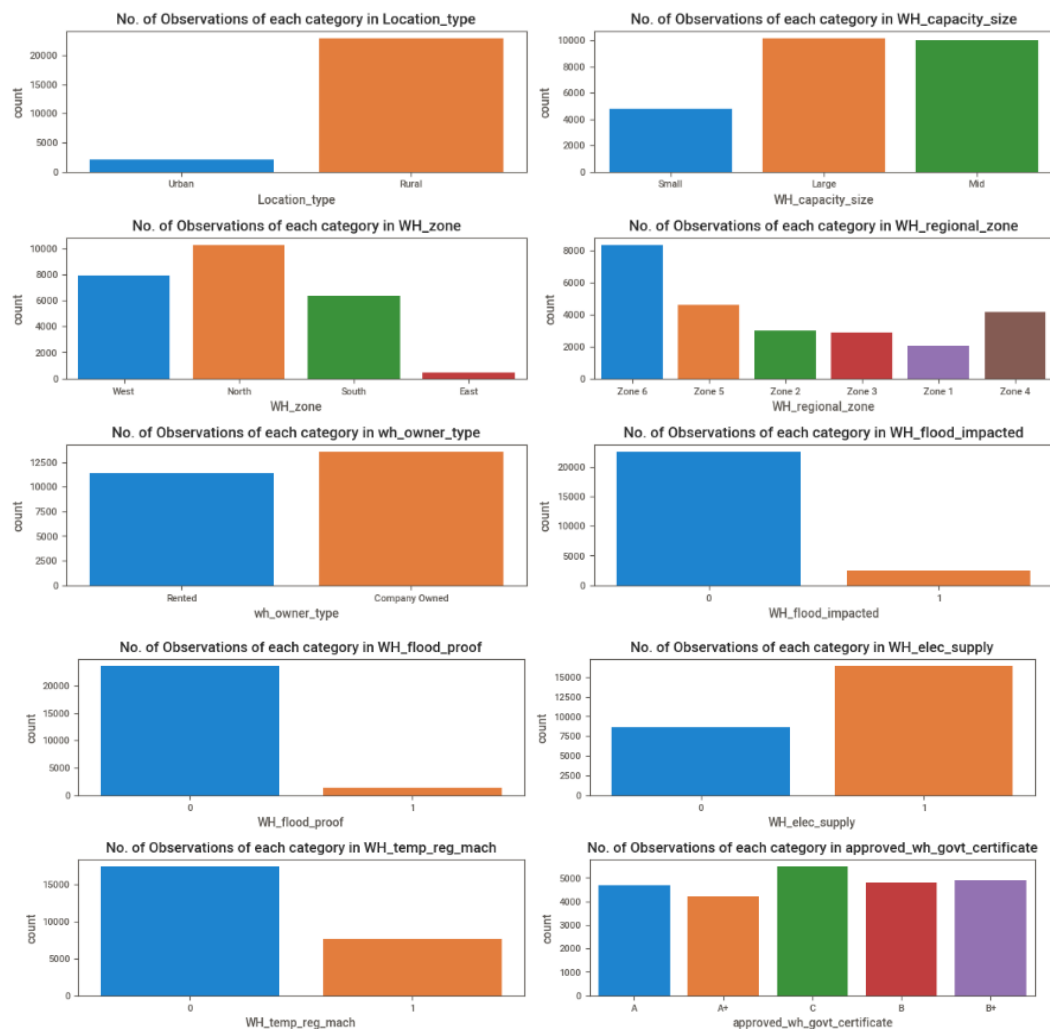 No. of Observations of each category in Location_type
20000
15000
10000
5000
0
count
Urban
Rural
Location_type
No. of Observations of each category in WH_capacity_size
10000
8000
6000
4000
2000
0
count
Small
Large
Mid
WH_capacity_size
No. of Observations of each category in WH_zone
10000
8000
6000
4000
2000
0
count
West
North
South
East
WH_zone
No. of Observations of each category in WH_regional_zone
8000
6000
4000
2000
0
count
Zone 6
Zone 5
Zone 2
Zone 3
Zone 1
Zone 4
WH_regional_zone
No. of Observations of each category in wh_owner_type
12500
10000
7500
5000
2500
0
count
Rented
Company Owned
wh_owner_type
No. of Observations of each category in WH_flood_impacted
20000
15000
10000
5000
0
count
0
1
WH_flood_impacted
No. of Observations of each category in WH_flood_proof
20000
15000
10000
5000
0
count
0
1
WH_flood_proof
No. of Observations of each category in WH_elec_supply
15000
12500
10000
7500
5000
2500
0
count
0
1
WH_elec_supply
No. of Observations of each category in WH_temp_reg_mach
15000
10000
5000
0
count
0
1
WH_temp_reg_mach
No. of Observations of each category in approved_wh_govt_certificate
5000
4000
3000
2000
1000
0
count
A
A+
C
B
B+
approved_wh_govt_certificate